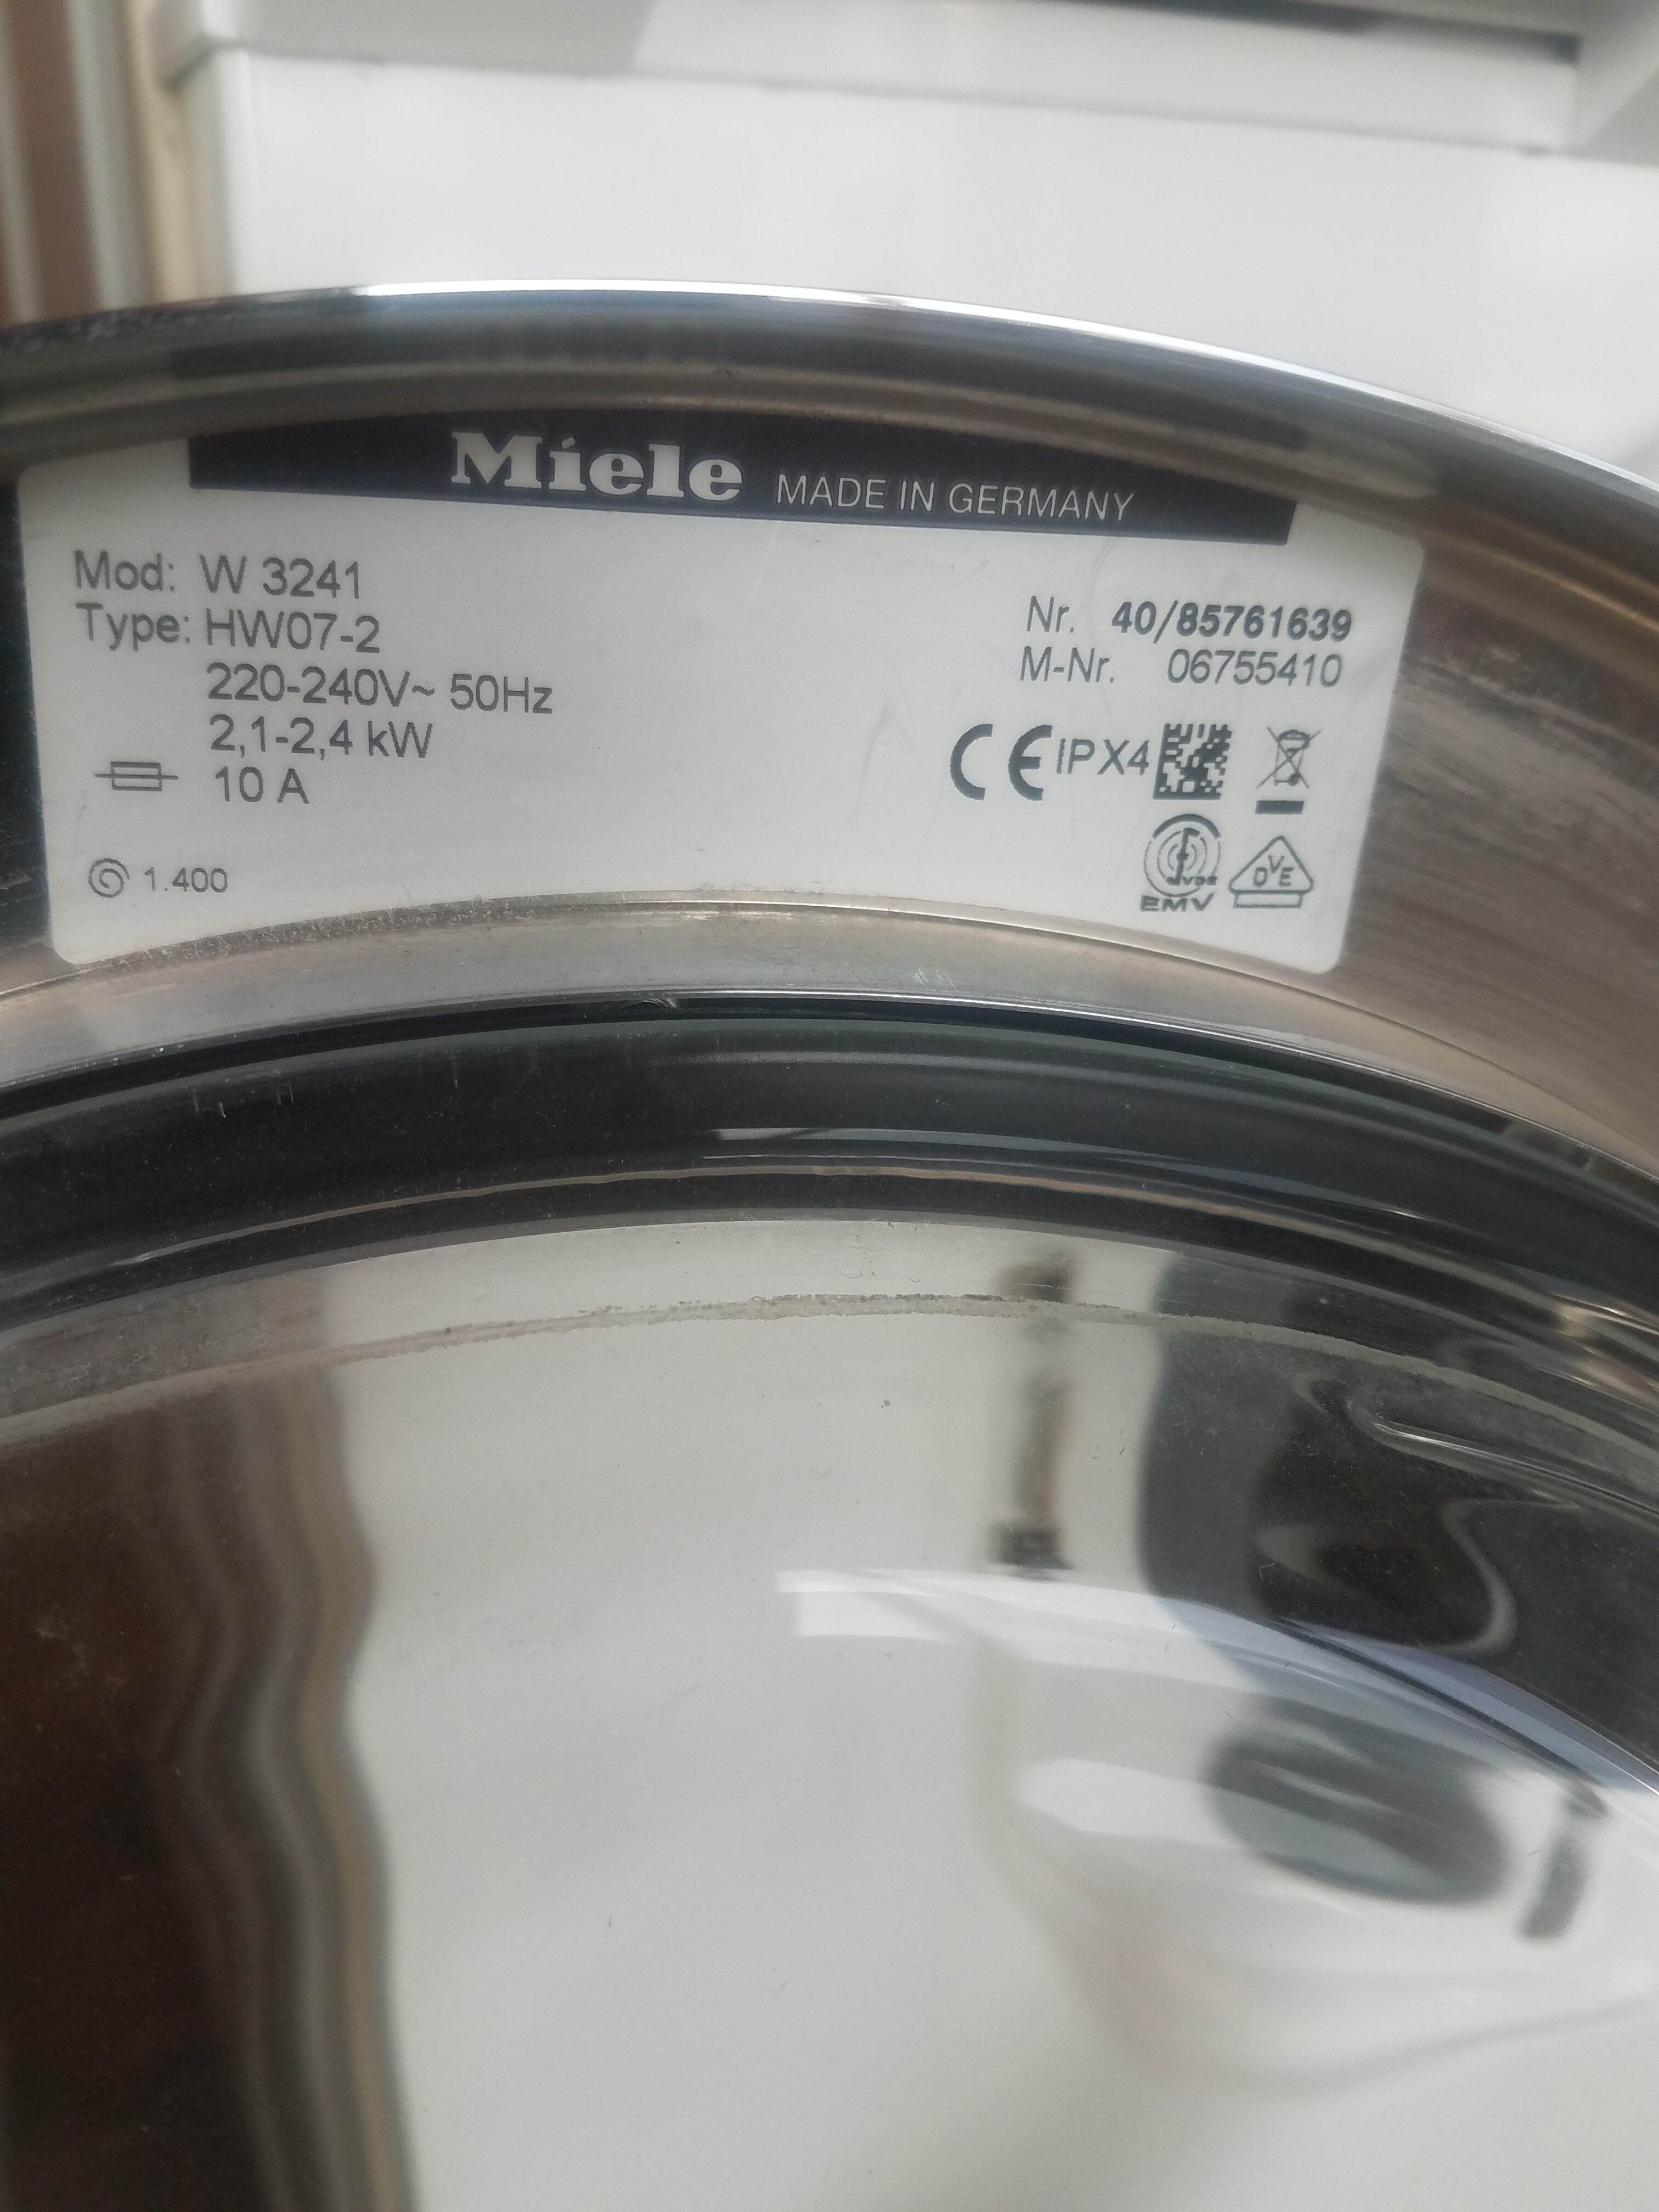 Miele MADE IN GERMANY
Mod: W 3241
Type: HW07-2
220-240V~ 50Hz
2,1-2,4 kW
10 A
1.400
Nr. 40/85761639
M-Nr. 06755410
CE IPX4
VDE
EMV
DVE